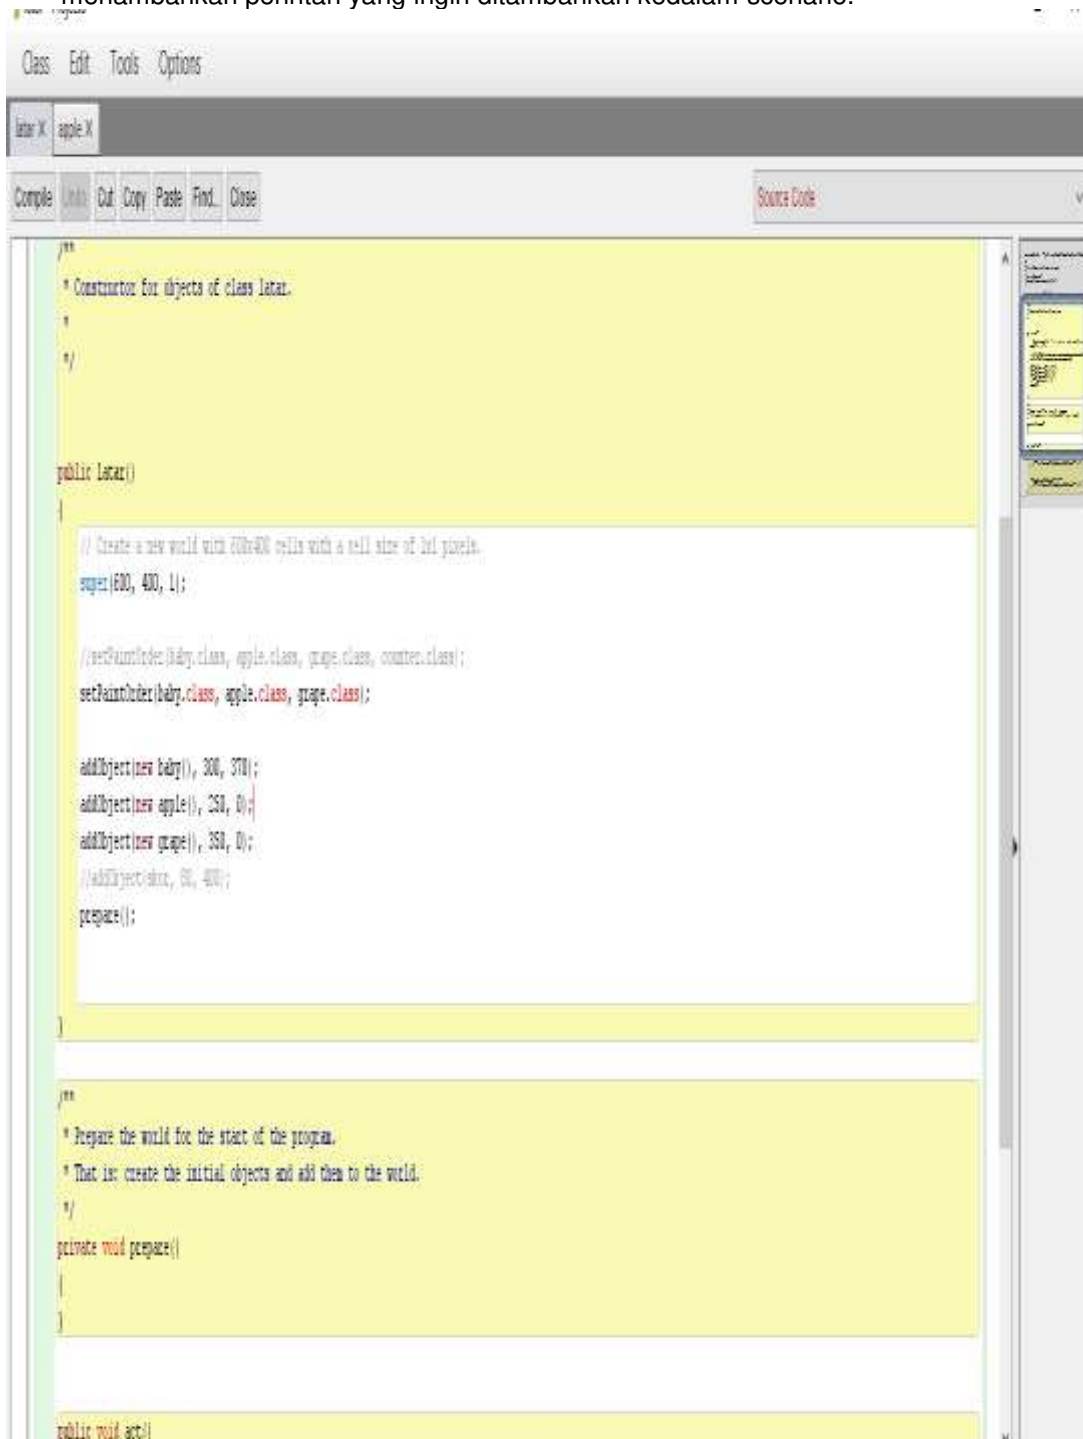 menambahkan perintah yang ingin ditambahkan kedalam scenario.
Class Edit Tools Options
latar X apple X
Compile Undo Cut Copy Paste Find... Close Source Code
/**
* Constructor for objects of class latar.
*
*/
public latar()
{
// Create a new world with 600x400 cells with a cell size of 1x1 pixels.
super(600, 400, 1);
//setPaintOrder(baby.class, apple.class, grape.class, counter.class);
setPaintOrder(baby.class, apple.class, grape.class);
addObject(new baby(), 300, 370);
addObject(new apple(), 250, 0);
addObject(new grape(), 350, 0);
//addObject(skor, 80, 400);
prepare();
}
/**
* Prepare the world for the start of the program.
* That is: create the initial objects and add them to the world.
*/
private void prepare()
{
}
public void act()